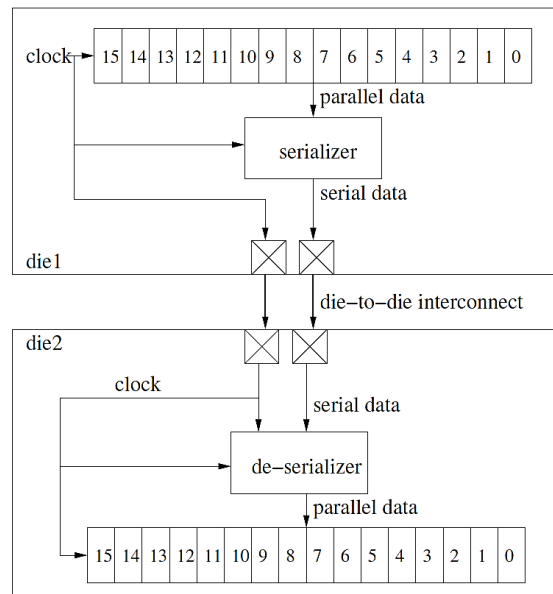 clock 15 14 13 12 11 10 9 8 7 6 5 4 3 2 1 0
parallel data
serializer
serial data
die1
die-to-die interconnect
die2
clock
serial data
de-serializer
parallel data
15 14 13 12 11 10 9 8 7 6 5 4 3 2 1 0